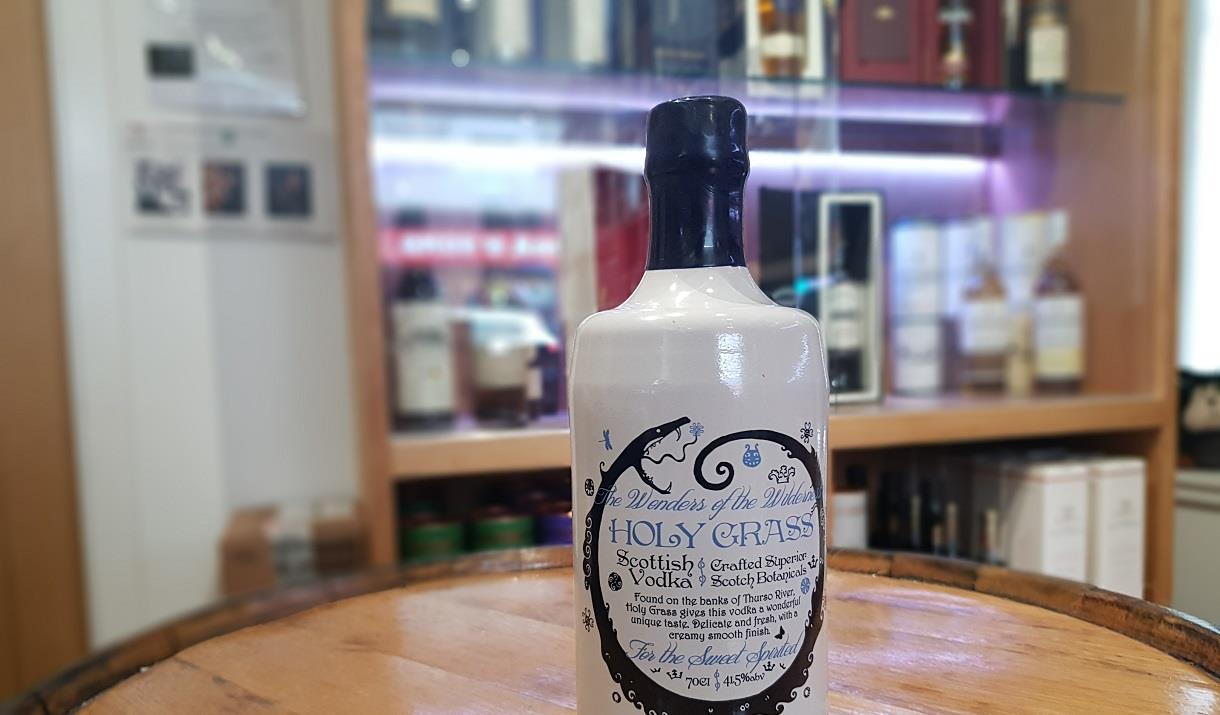 The Wonders of the Wilderness
HOLY GRASS
Scottish Vodka
Crafted Superior Scotch Botanicals
Found on the banks of Thurso River,
Holy Grass gives this vodka a wonderful
unique taste. Delicate and fresh, with a
creamy smooth finish.
For the Sweet Spirited
70Cl 41.5%abv